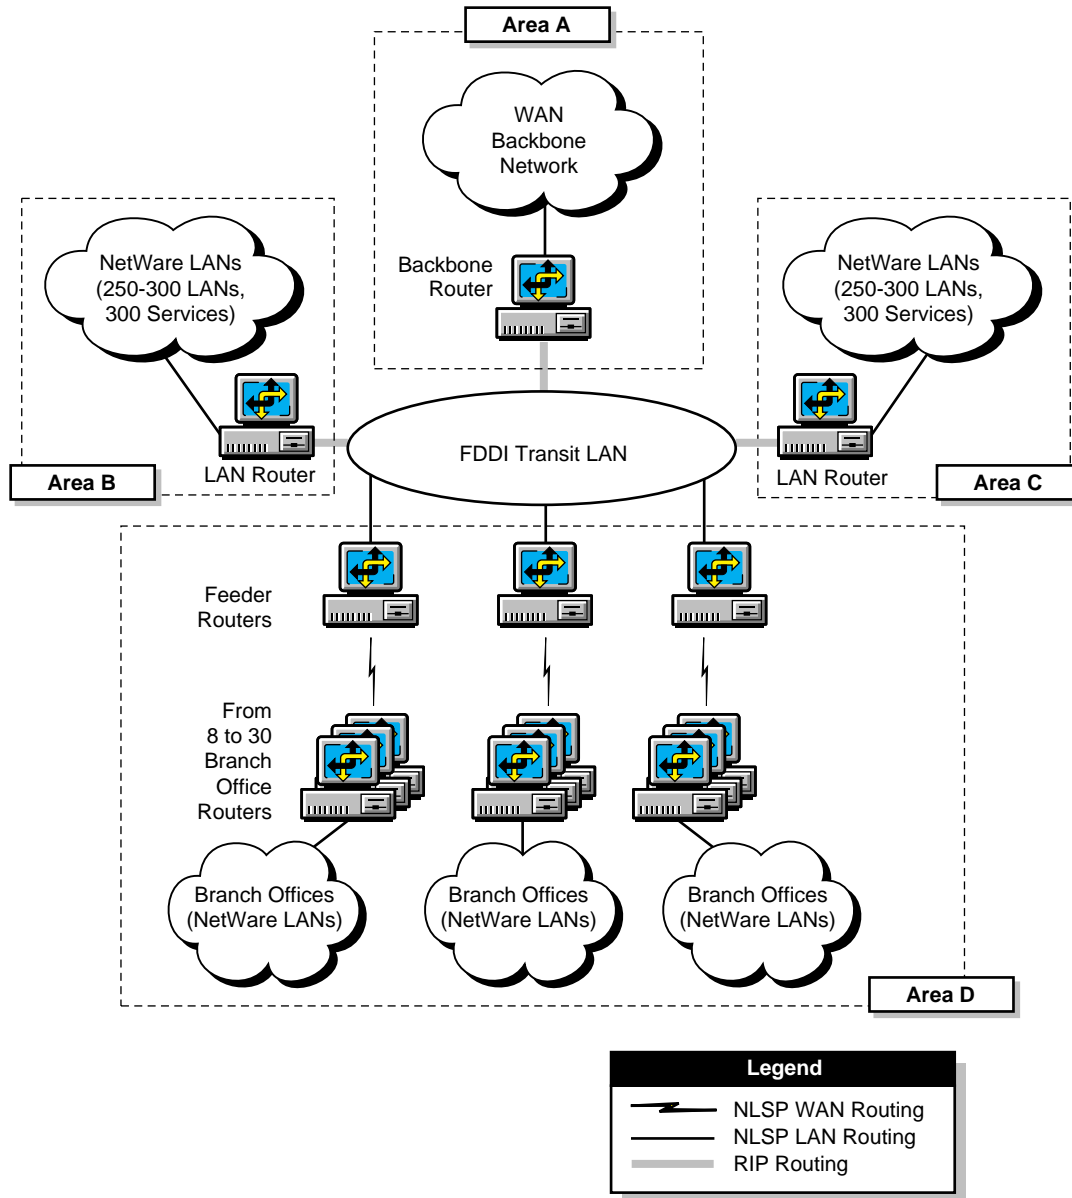 Area A
WAN
Backbone
Network
Backbone
Router
NetWare LANs
(250-300 LANs,
300 Services)
LAN Router
Area B
NetWare LANs
(250-300 LANs,
300 Services)
LAN Router
Area C
FDDI Transit LAN
Feeder
Routers
From
8 to 30
Branch
Office
Routers
Branch Offices
(NetWare LANs)
Branch Offices
(NetWare LANs)
Branch Offices
(NetWare LANs)
Area D
Legend
NLSP WAN Routing
NLSP LAN Routing
RIP Routing